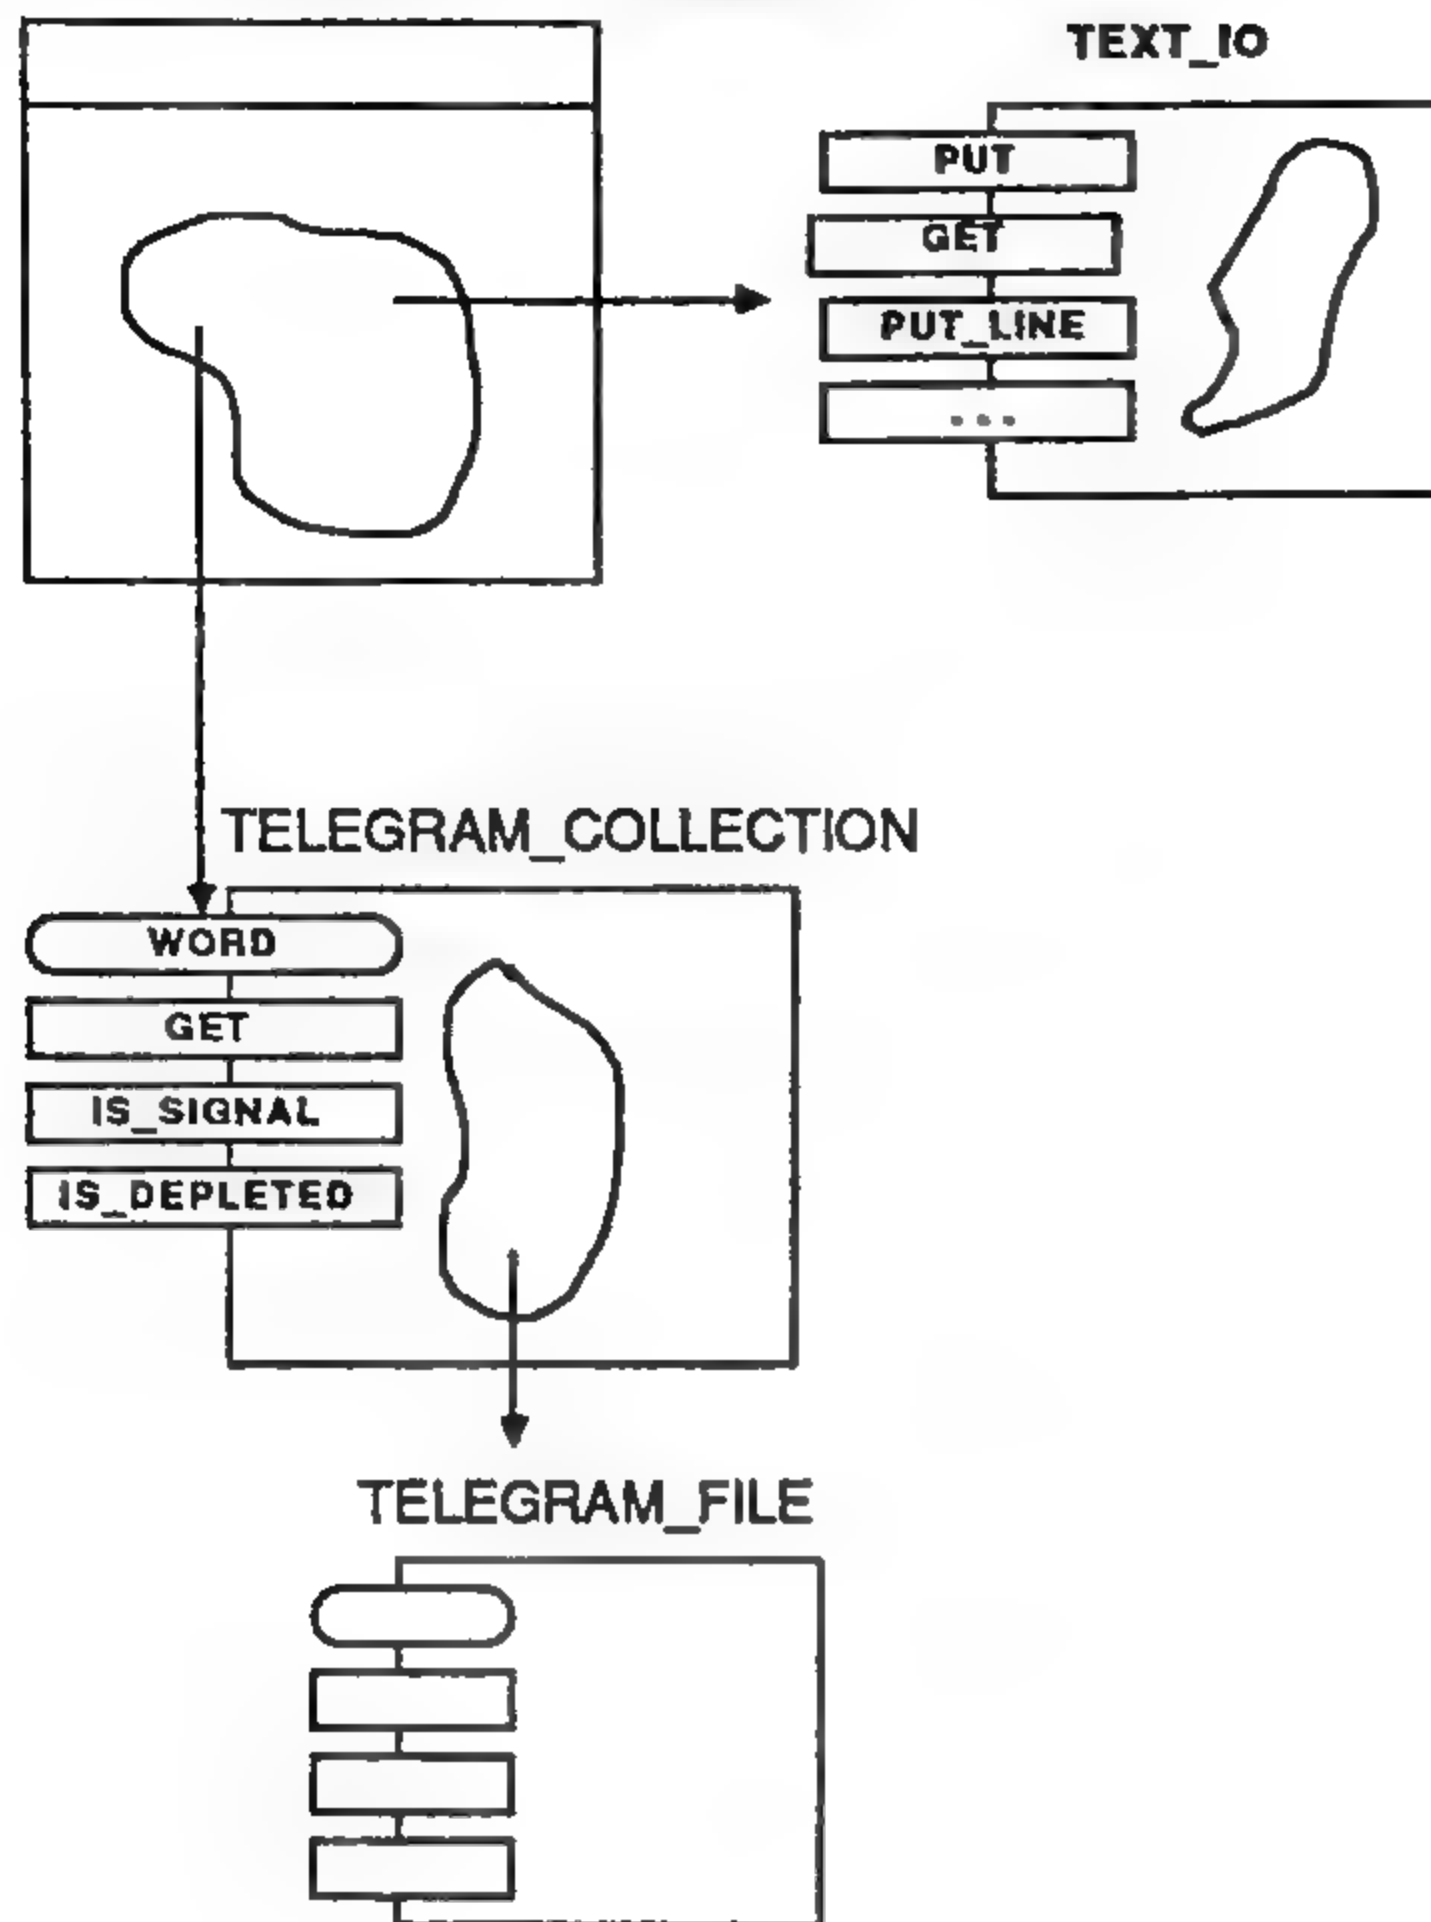 TEXT_IO
PUT
GET
PUT_LINE
...
TELEGRAM_COLLECTION
WORD
GET
IS_SIGNAL
IS_DEPLETED
TELEGRAM_FILE